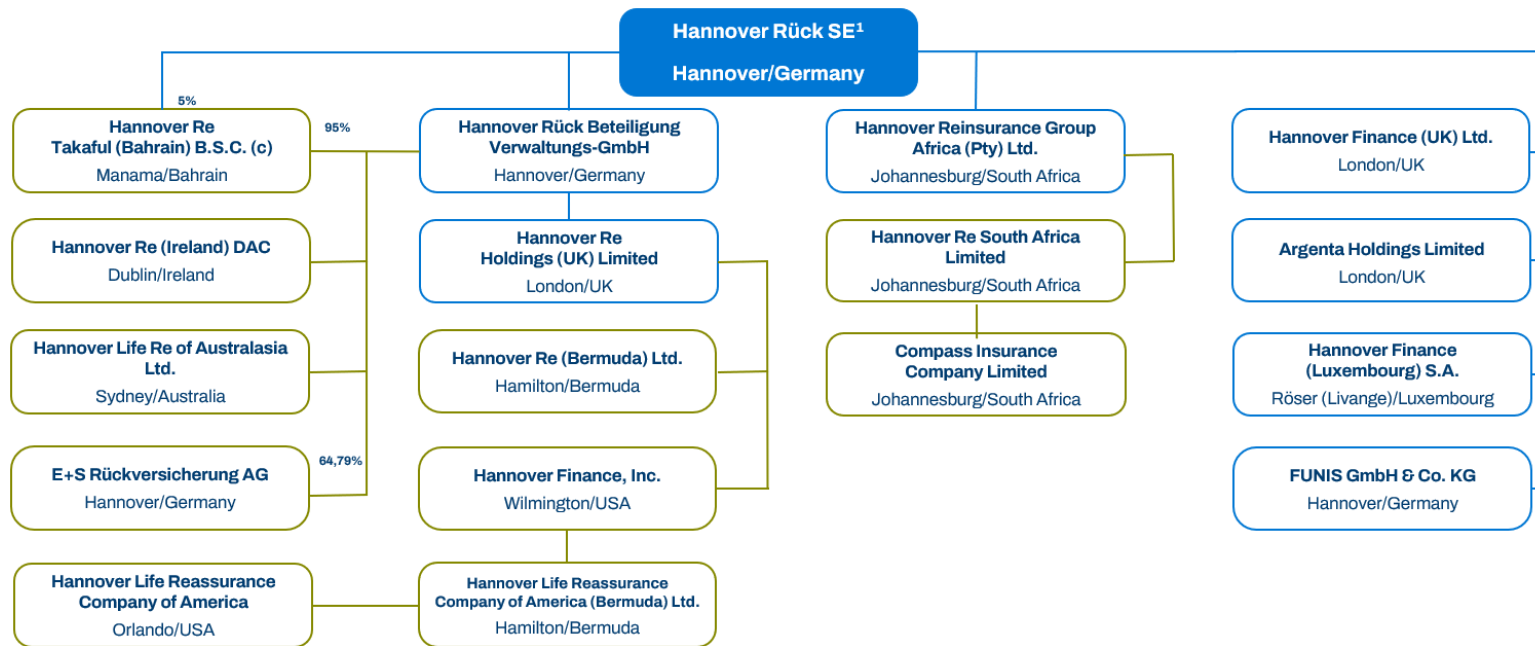 Hannover Rück SE¹
Hannover/Germany
5%
95%
Hannover Re
Takaful (Bahrain) B.S.C. (c)
Manama/Bahrain
Hannover Rück Beteiligung
Verwaltungs-GmbH
Hannover/Germany
Hannover Reinsurance Group
Africa (Pty) Ltd.
Johannesburg/South Africa
Hannover Finance (UK) Ltd.
London/UK
Hannover Re (Ireland) DAC
Dublin/Ireland
Hannover Re
Holdings (UK) Limited
London/UK
Hannover Re South Africa
Limited
Johannesburg/South Africa
Argenta Holdings Limited
London/UK
Hannover Life Re of Australasia
Ltd.
Sydney/Australia
Hannover Re (Bermuda) Ltd.
Hamilton/Bermuda
Compass Insurance
Company Limited
Johannesburg/South Africa
Hannover Finance
(Luxembourg) S.A.
Röser (Livange)/Luxembourg
64,79%
E+S Rückversicherung AG
Hannover/Germany
Hannover Finance, Inc.
Wilmington/USA
FUNIS GmbH & Co. KG
Hannover/Germany
Hannover Life Reassurance
Company of America
Orlando/USA
Hannover Life Reassurance
Company of America (Bermuda) Ltd.
Hamilton/Bermuda